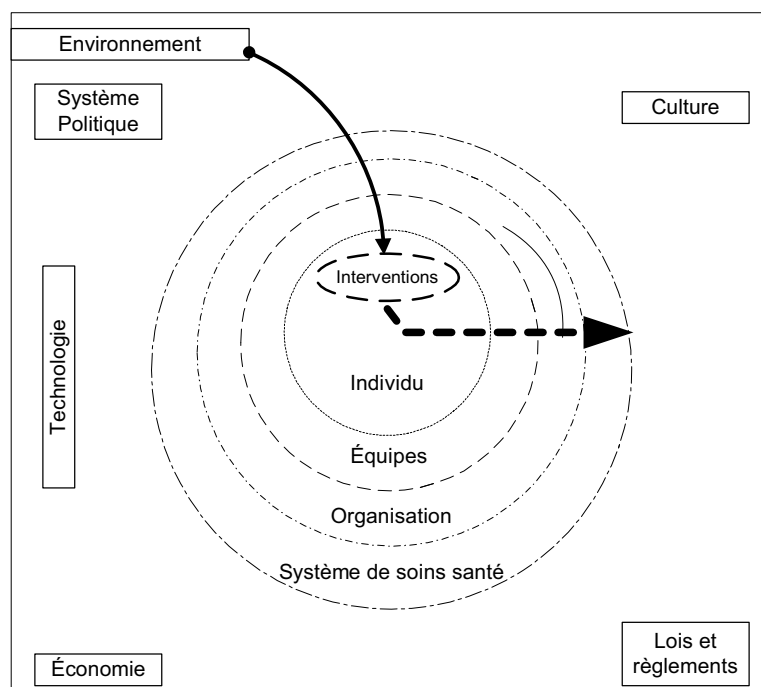 Environnement
Système
Politique
Culture
Interventions
Technologie
Individu
Équipes
Organisation
Système de soins santé
Économie
Lois et
règlements